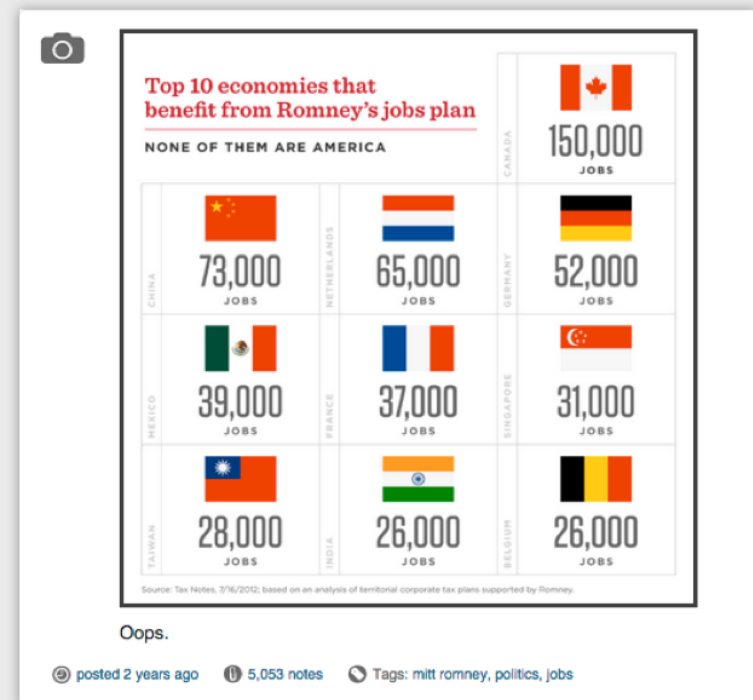 Top 10 economies that
benefit from Romney's jobs plan
NONE OF THEM ARE AMERICA
CANADA
150,000
JOBS
CHINA
73,000
JOBS
NETHERLANDS
65,000
JOBS
GERMANY
52,000
JOBS
MEXICO
39,000
JOBS
FRANCE
37,000
JOBS
SINGAPORE
31,000
JOBS
TAIWAN
28,000
JOBS
INDIA
26,000
JOBS
BELGIUM
26,000
JOBS
Source: Tax Notes, 7/16/2012; based on an analysis of territorial corporate tax plans supported by Romney.
Oops.
posted 2 years ago 5,053 notes Tags: mitt romney, politics, jobs